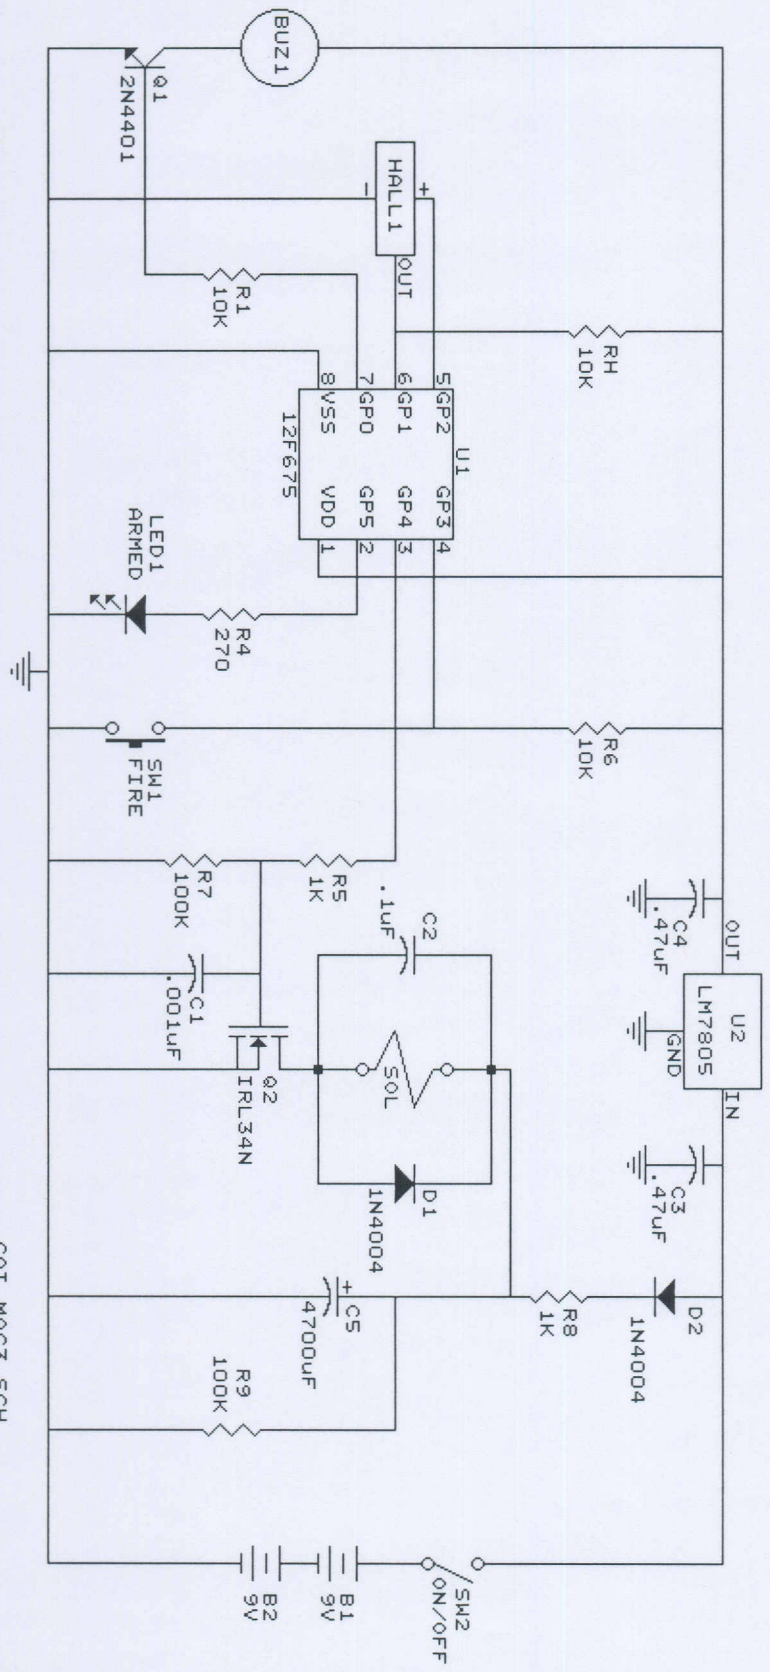 BUZ1
Q1
2N4401
HALL1
+
-
OUT
R1
10K
RH
10K
U1
5 GP2
6 GP1
7 GP0
8 VSS
GP3 4
GP4 3
GP5 2
VDD 1
12F675
LED1
ARMED
R4
270
R6
10K
SW1
FIRE
R5
1K
R7
100K
C1
.001uF
C2
.1uF
SOL
Q2
IRL34N
D1
1N4004
C4
.47uF
OUT
U2
LM7805
GND
IN
C3
.47uF
D2
1N4004
R8
1K
+
C5
4700uF
R9
100K
SW2
ON/OFF
B1
9V
B2
9V